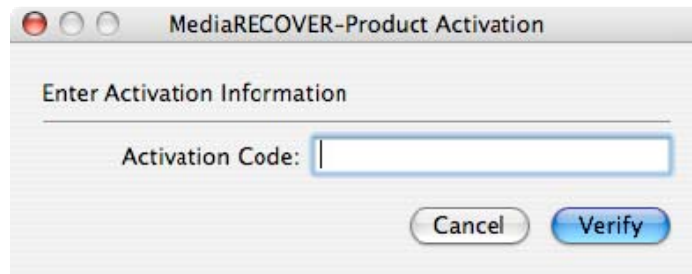 MediaRECOVER-Product Activation
Enter Activation Information
Activation Code:
Cancel Verify